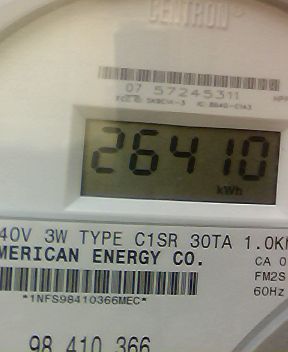 CENTRON
07 57245311
26410
kWh
40V 3W TYPE C1SR 30TA 1.0K
MERICAN ENERGY CO.
CA 0
FM2S
60Hz
*1NFS98410366MEC*
98 410 366